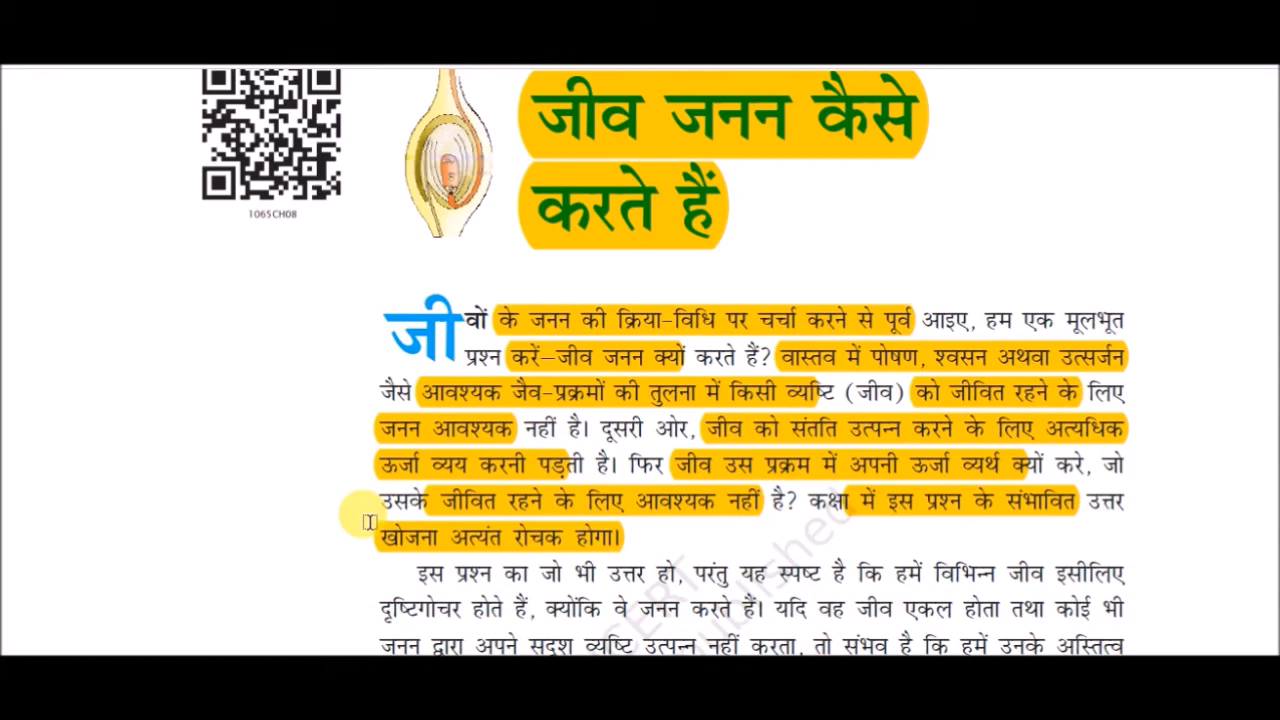 जीव जनन कैसे
करते हैं
1065CH08
जीवों के जनन की क्रिया-विधि पर चर्चा करने से पूर्व आइए, हम एक मूलभूत
प्रश्न करें–जीव जनन क्यों करते हैं? वास्तव में पोषण, श्वसन अथवा उत्सर्जन
जैसे आवश्यक जैव-प्रक्रमों की तुलना में किसी व्यष्टि (जीव) को जीवित रहने के लिए
जनन आवश्यक नहीं है। दूसरी ओर, जीव को संतति उत्पन्न करने के लिए अत्यधिक
ऊर्जा व्यय करनी पड़ती है। फिर जीव उस प्रक्रम में अपनी ऊर्जा व्यर्थ क्यों करे, जो
उसके जीवित रहने के लिए आवश्यक नहीं है? कक्षा में इस प्रश्न के संभावित उत्तर
खोजना अत्यंत रोचक होगा।
इस प्रश्न का जो भी उत्तर हो, परंतु यह स्पष्ट है कि हमें विभिन्न जीव इसीलिए
दृष्टिगोचर होते हैं, क्योंकि वे जनन करते हैं। यदि वह जीव एकल होता तथा कोई भी
जनन द्वारा अपने सदृश व्यष्टि उत्पन्न नहीं करता, तो संभव है कि हमें उनके अस्तित्व